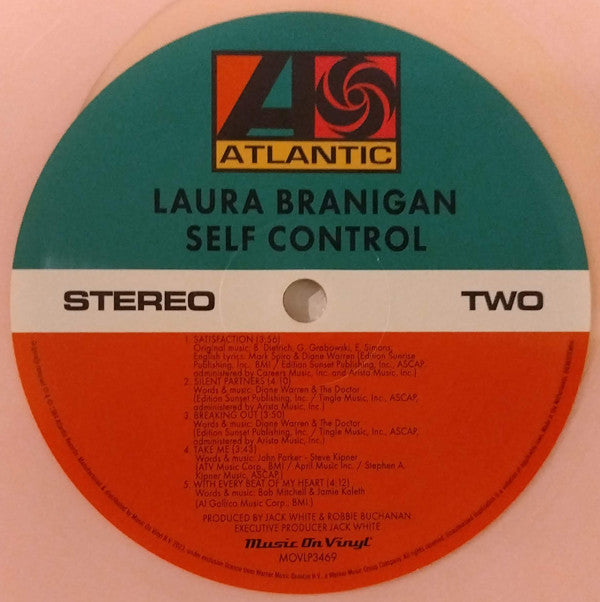 ATLANTIC
LAURA BRANIGAN
SELF CONTROL
STEREO
TWO
1. SATISFACTION (3:56)
Original music: B. Dietrich, G. Grabowski, E. Simons,
English Lyrics: Mark Spiro & Diane Warren (Edition Sunrise
Publishing, Inc. BMI / Edition Sunset Publishing, Inc., ASCAP,
administered by Careers Music, Inc. and Arista Music, Inc.)
2. SILENT PARTNERS (4:10)
Words & music: Diane Warren & The Doctor
(Edition Sunset Publishing, Inc. / Tingle Music, Inc., ASCAP,
administered by Arista Music, Inc.)
3. BREAKING OUT (3:50)
Words & music: Diane Warren & The Doctor
(Edition Sunset Publishing, Inc. / Tingle Music, Inc., ASCAP,
administered by Arista Music, Inc.)
4. TAKE ME (3:43)
Words & music: John Parker - Steve Kipner
(ATV Music Corp., BMI / April Music Inc. / Stephen A.
Kipner Music, ASCAP)
5. WITH EVERY BEAT OF MY HEART (4:12)
Words & music: Bob Mitchell & Jamie Kaleth
(Al Gallico Music Corp., BMI)
PRODUCED BY JACK WHITE & ROBBIE BUCHANAN
EXECUTIVE PRODUCER JACK WHITE
Music On Vinyl
MOVLP3469